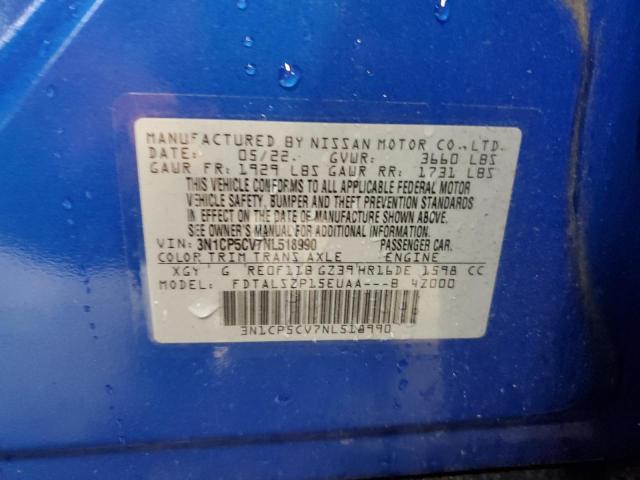 MANUFACTURED BY NISSAN MOTOR CO., LTD.
DATE: 05/22 GVWR: 3660 LBS
GAWR FR: 1929 LBS GAWR RR: 1731 LBS
THIS VEHICLE CONFORMS TO ALL APPLICABLE FEDERAL MOTOR
VEHICLE SAFETY, BUMPER AND THEFT PREVENTION STANDARDS
IN EFFECT ON THE DATE OF MANUFACTURE SHOWN ABOVE.
SEE OWNERS MANUAL FOR ADDITIONAL INFORMATION.
VIN: 3N1CP5CV7NL518990 PASSENGER CAR.
COLOR TRIM TRANS AXLE ENGINE
XGY G RE0F11B GZ39 HR16DE 1598 CC
MODEL: FDTALSZP15EUAA---B 42000
3N1CP5CV7NL518990